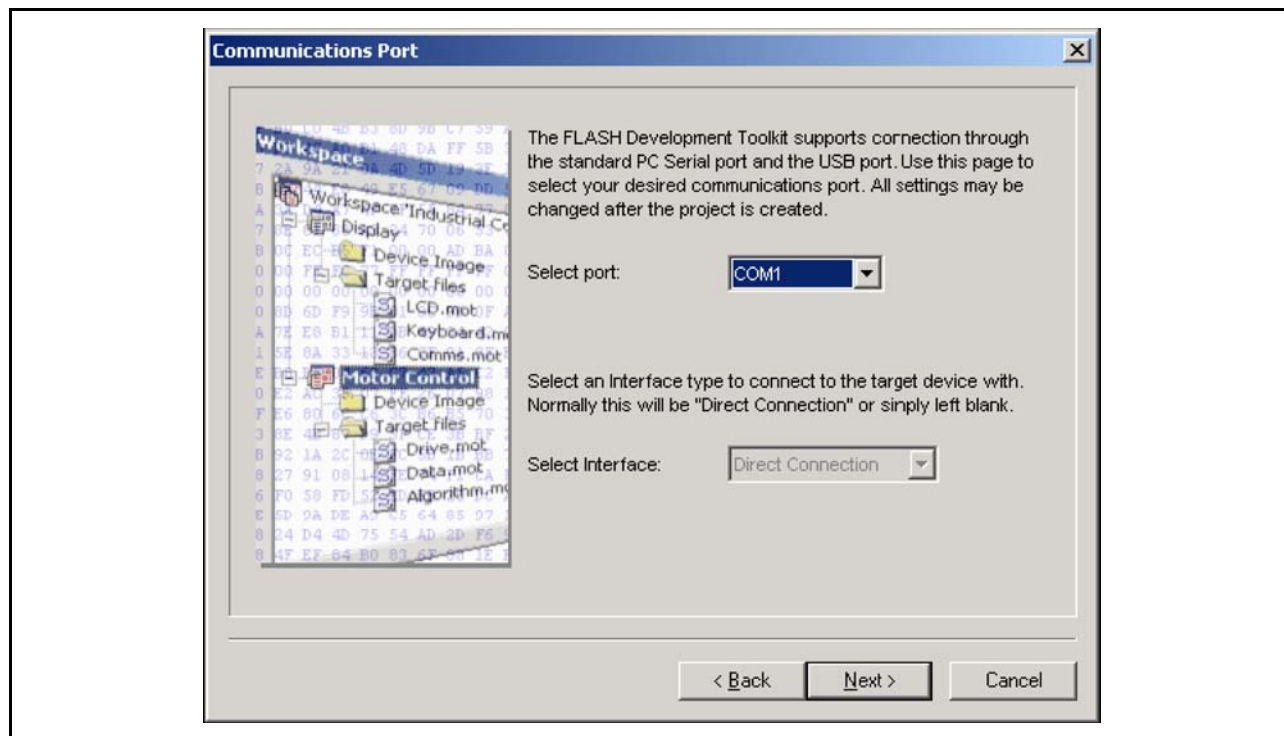 Communications Port
Workspace
Workspace 'Industrial Co
Display
Device Image
Target files
LCD.mot
Keyboard.m
Comms.mot
Motor Control
Device Image
Target files
Drive.mot
Data.mot
Algorithm.mo
The FLASH Development Toolkit supports connection through
the standard PC Serial port and the USB port. Use this page to
select your desired communications port. All settings may be
changed after the project is created.
Select port:
COM1
Select an Interface type to connect to the target device with.
Normally this will be "Direct Connection" or sinply left blank.
Select Interface:
Direct Connection
< Back
Next >
Cancel